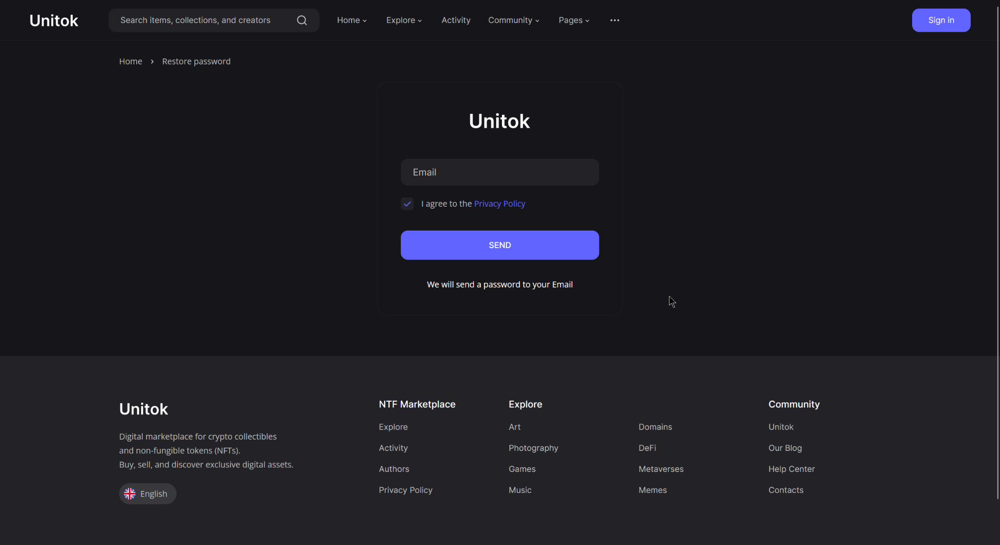 Unitok
Search items, collections, and creators
Home
Explore
Activity
Community
Pages
Sign in
Home
Restore password
Unitok
Email
I agree to the Privacy Policy
SEND
We will send a password to your Email
Unitok
Digital marketplace for crypto collectibles
and non-fungible tokens (NFTs).
Buy, sell, and discover exclusive digital assets.
English
NTF Marketplace
Explore
Activity
Authors
Privacy Policy
Explore
Art
Photography
Games
Music
Domains
DeFi
Metaverses
Memes
Community
Unitok
Our Blog
Help Center
Contacts